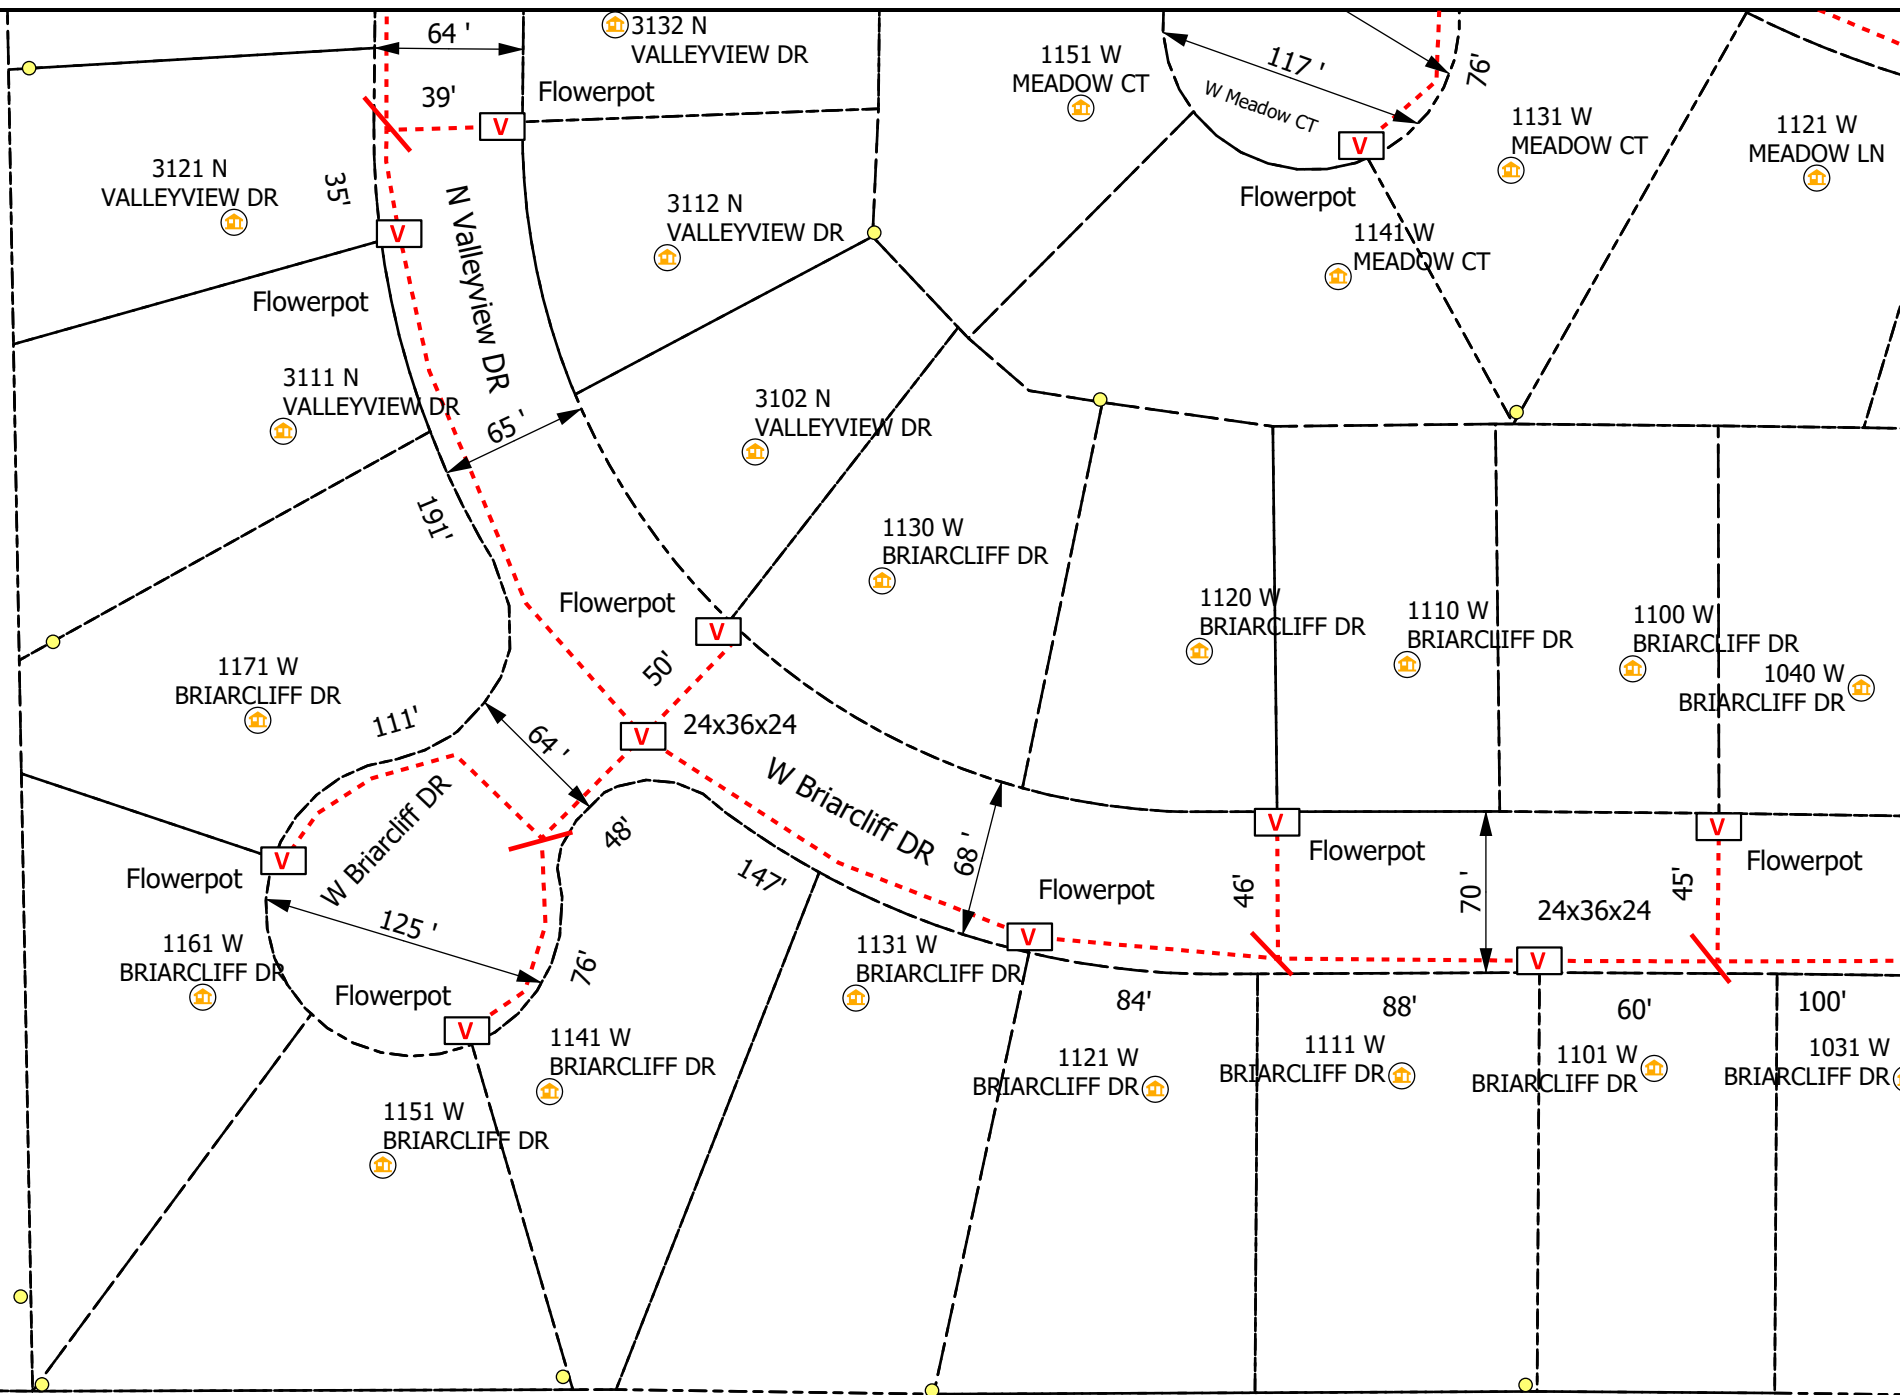 64 '
3132 N
VALLEYVIEW DR
39'
Flowerpot
V
1151 W
MEADOW CT
117 '
76'
W Meadow CT
V
Flowerpot
1131 W
MEADOW CT
1121 W
MEADOW LN
3121 N
VALLEYVIEW DR
35'
V
N Valleyview DR
3112 N
VALLEYVIEW DR
1141 W
MEADOW CT
Flowerpot
3111 N
VALLEYVIEW DR
65 '
3102 N
VALLEYVIEW DR
191'
1130 W
BRIARCLIFF DR
Flowerpot
V
50'
1120 W
BRIARCLIFF DR
1110 W
BRIARCLIFF DR
1100 W
BRIARCLIFF DR
1040 W
BRIARCLIFF DR
1171 W
BRIARCLIFF DR
111'
64 '
V
24x36x24
W Briarcliff DR
48'
147'
68 '
V
Flowerpot
W Briarcliff DR
V
Flowerpot
125 '
76'
1161 W
BRIARCLIFF DR
Flowerpot
V
V
Flowerpot
46'
70 '
24x36x24
V
45'
V
Flowerpot
1131 W
BRIARCLIFF DR
84'
88'
60'
100'
1141 W
BRIARCLIFF DR
1151 W
BRIARCLIFF DR
1121 W
BRIARCLIFF DR
1111 W
BRIARCLIFF DR
1101 W
BRIARCLIFF DR
1031 W
BRIARCLIFF DR